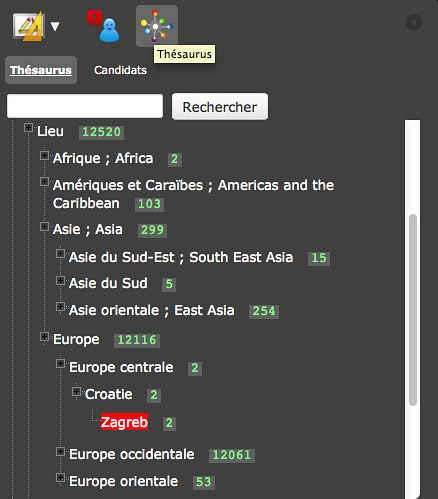 Thésaurus
Thésaurus Candidats
Rechercher
Lieu 12520
Afrique ; Africa 2
Amériques et Caraïbes ; Americas and the
Caribbean 103
Asie ; Asia 299
Asie du Sud-Est ; South East Asia 15
Asie du Sud 5
Asie orientale ; East Asia 254
Europe 12116
Europe centrale 2
Croatie 2
Zagreb 2
Europe occidentale 12061
Europe orientale 53